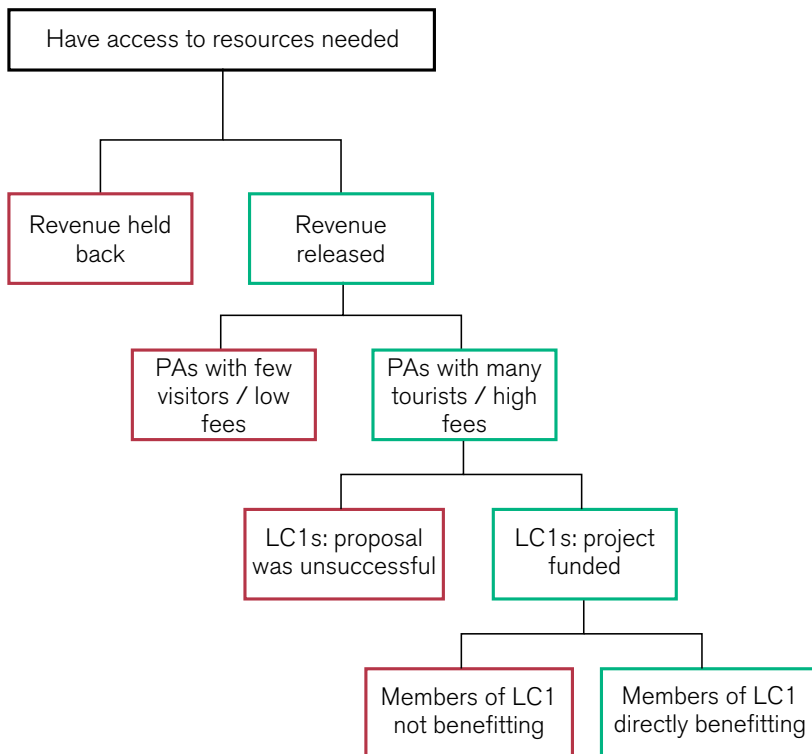 Have access to resources needed
Revenue held
back
Revenue
released
PAs with few
visitors / low
fees
PAs with many
tourists / high
fees
LC1s: proposal
was unsuccessful
LC1s: project
funded
Members of LC1
not benefitting
Members of LC1
directly benefitting